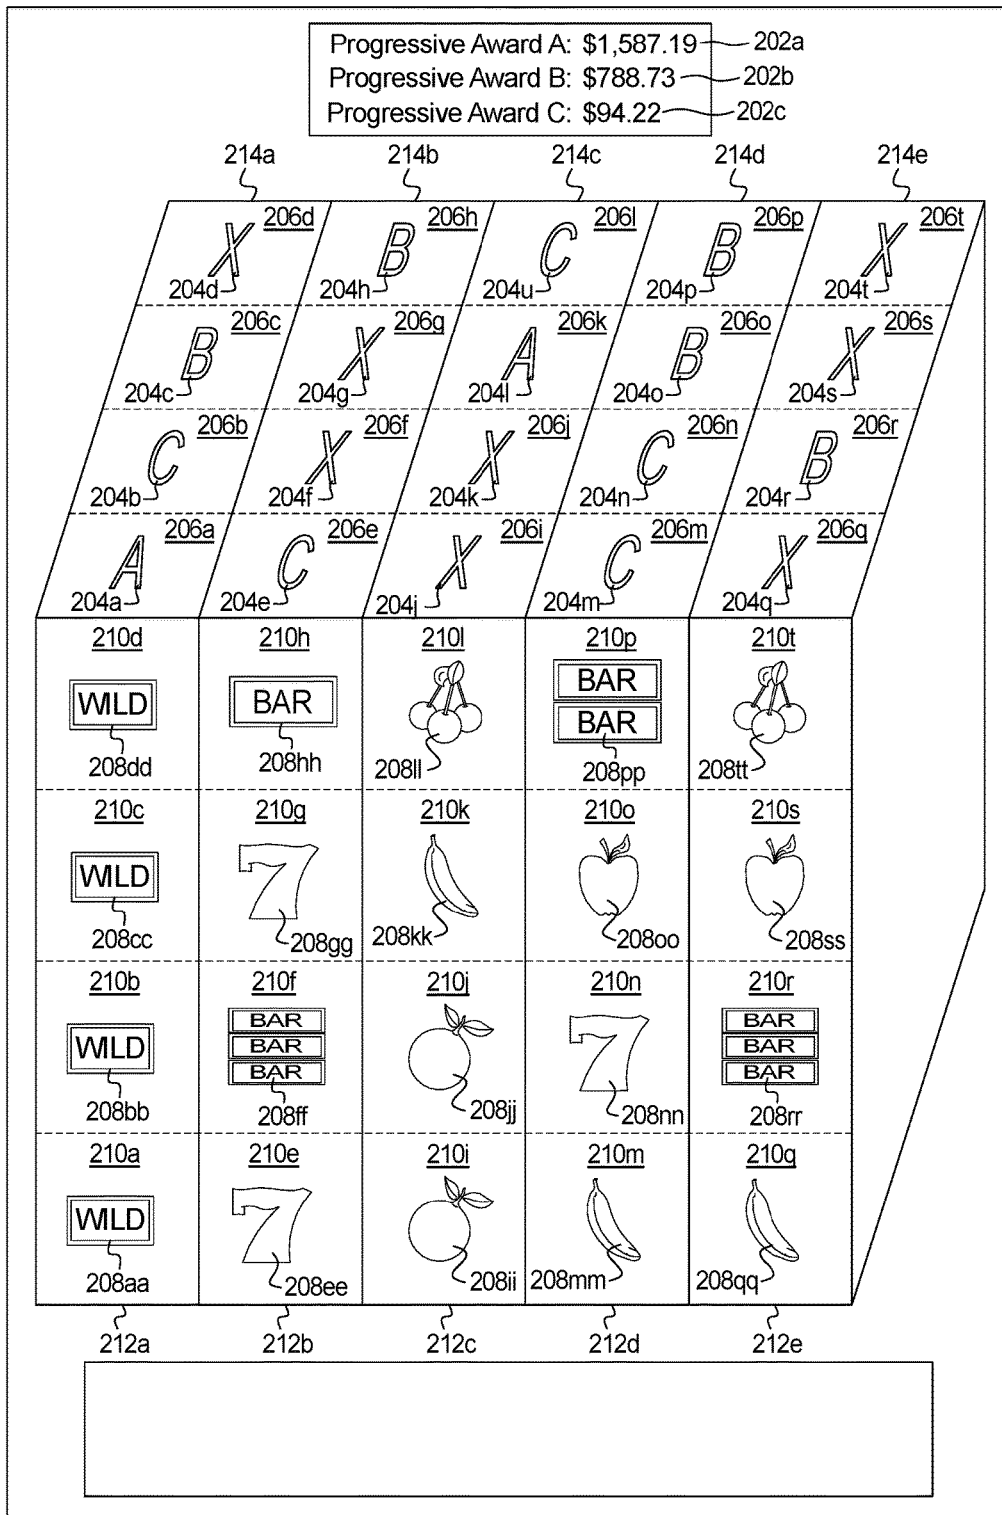 Progressive Award A: $1,587.19 202a
Progressive Award B: $788.73 202b
Progressive Award C: $94.22 202c
214a 214b 214c 214d 214e
X 206d B 206h C 206l B 206p X 206t
204d 204h 204u 204p 204t
B 206c X 206g A 206k B 206o X 206s
204c 204g 204l 204o 204s
C 206b X 206f X 206j C 206n B 206r
204b 204f 204k 204n 204r
A 206a C 206e X 206i C 206m X 206q
204a 204e 204j 204m 204q
210d 210h 210l 210p 210t
WILD BAR BAR
BAR
208dd 208hh 208ll 208pp 208tt
210c 210g 210k 210o 210s
WILD 7
208cc 208gg 208kk 208oo 208ss
210b 210f 210j 210n 210r
BAR BAR
WILD BAR 7 BAR
BAR BAR
208bb 208ff 208jj 208nn 208rr
210a 210e 210i 210m 210q
WILD 7
208aa 208ee 208ii 208mm 208qq
212a 212b 212c 212d 212e